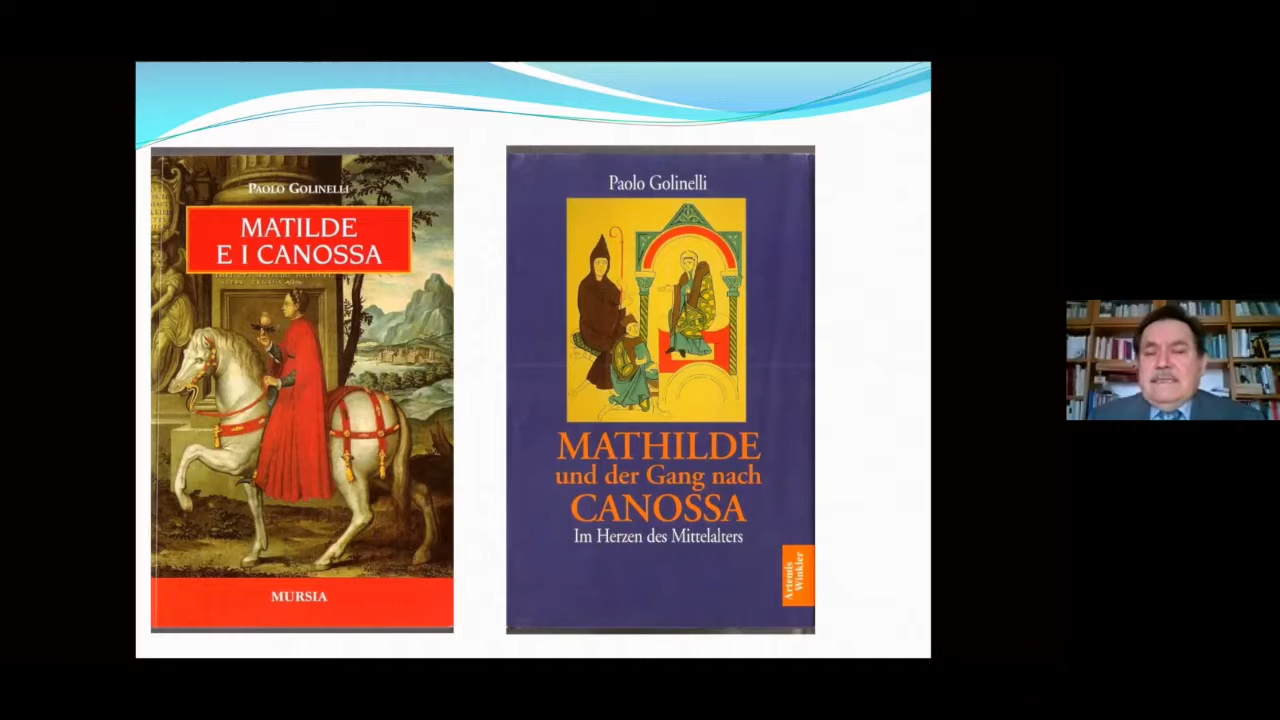 PAOLO GOLINELLI
MATILDE
E I CANOSSA
MURSIA
Paolo Golinelli
MATHILDE
und der Gang nach
CANOSSA
Im Herzen des Mittelalters
Artemis
Winkler